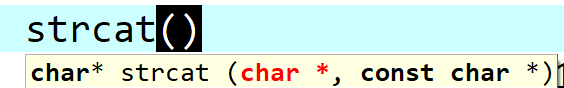 strcat()
char* strcat (char *, const char *)